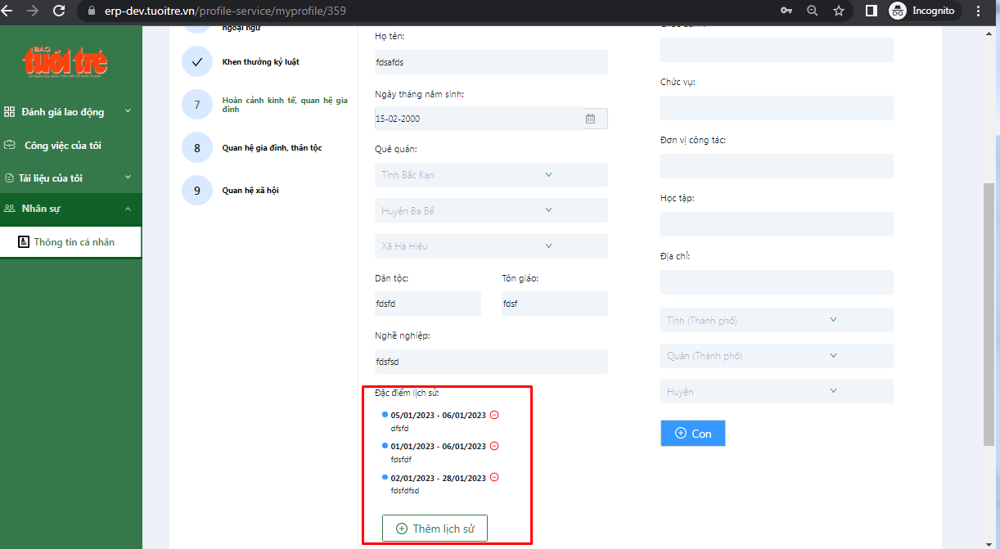 erp-dev.tuoitre.vn/profile-service/myprofile/359
Incognito
BÁO
tuổi trẻ
Đánh giá lao động
Công việc của tôi
Tài liệu của tôi
Nhân sự
Thông tin cá nhân
ngoại ngữ
Khen thưởng kỷ luật
7
Hoàn cảnh kinh tế, quan hệ gia
đình
8
Quan hệ gia đình, thân tộc
9
Quan hệ xã hội
Họ tên:
fdsafds
Ngày tháng năm sinh:
15-02-2000
Quê quán:
Tỉnh Bắc Kạn
Huyện Ba Bể
Xã Hà Hiệu
Dân tộc:
Tôn giáo:
fdsfd
fdsf
Nghề nghiệp:
fdsfsd
Đặc điểm lịch sử:
05/01/2023 - 06/01/2023
dfsfd
01/01/2023 - 06/01/2023
fdsfdf
02/01/2023 - 28/01/2023
fdsfdfsd
Thêm lịch sử
Chức vụ:
Đơn vị công tác:
Học tập:
Địa chỉ:
Tỉnh (Thành phố)
Quận (Thành phố)
Huyện
Con